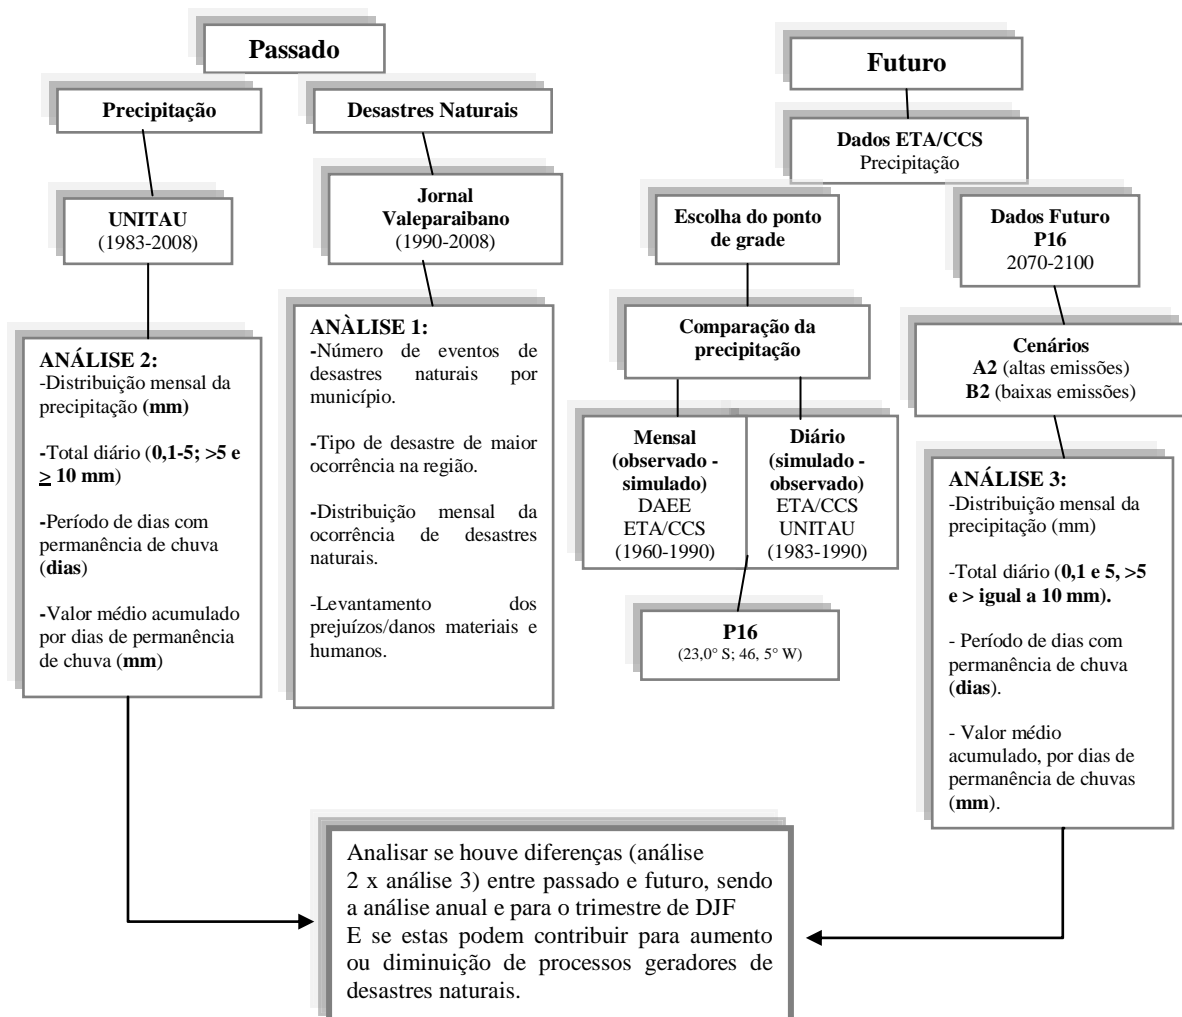 Passado
Precipitação
Desastres Naturais
UNITAU
(1983-2008)
Jornal
Valeparaibano
(1990-2008)
ANÁLISE 2:
-Distribuição mensal da
precipitação (mm)
-Total diário (0,1-5; >5 e
≥ 10 mm)
-Período de dias com
permanência de chuva
(dias)
-Valor médio acumulado
por dias de permanência
de chuva (mm)
ANÀLISE 1:
-Número de eventos de
desastres naturais por
município.
-Tipo de desastre de maior
ocorrência na região.
-Distribuição mensal da
ocorrência de desastres
naturais.
-Levantamento dos
prejuízos/danos materiais e
humanos.
Futuro
Dados ETA/CCS
Precipitação
Escolha do ponto
de grade
Dados Futuro
P16
2070-2100
Comparação da
precipitação
Cenários
A2 (altas emissões)
B2 (baixas emissões)
Mensal
(observado -
simulado)
DAEE
ETA/CCS
(1960-1990)
Diário
(simulado -
observado)
ETA/CCS
UNITAU
(1983-1990)
P16
(23,0° S; 46, 5° W)
ANÁLISE 3:
-Distribuição mensal da
precipitação (mm)
-Total diário (0,1 e 5, >5
e > igual a 10 mm).
- Período de dias com
permanência de chuva
(dias).
- Valor médio
acumulado, por dias de
permanência de chuvas
(mm).
Analisar se houve diferenças (análise
2 x análise 3) entre passado e futuro, sendo
a análise anual e para o trimestre de DJF
E se estas podem contribuir para aumento
ou diminuição de processos geradores de
desastres naturais.